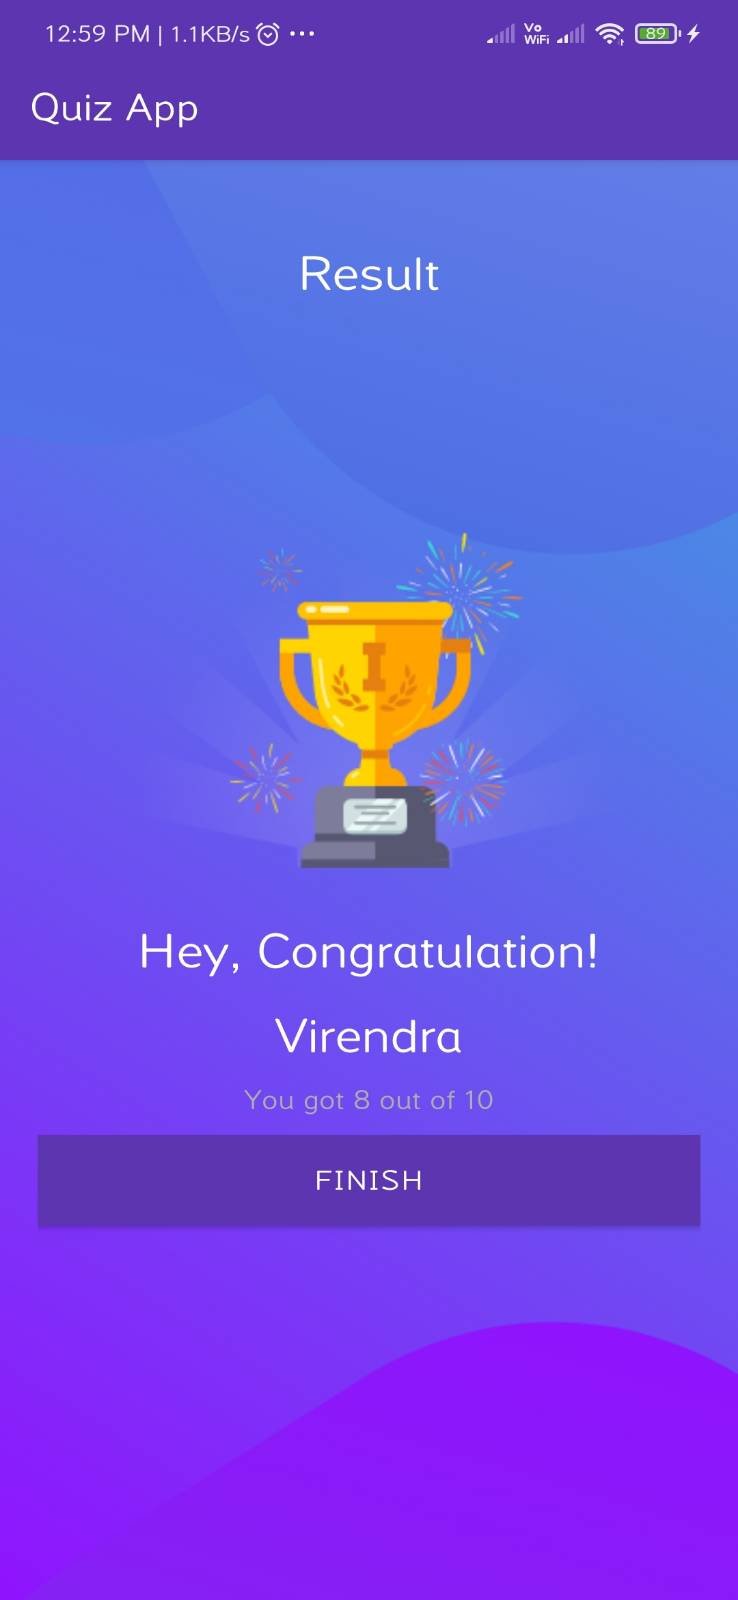 12:59 PM | 1.1KB/s ... Vo WiFi 89
Quiz App
Result
I
Hey, Congratulation!
Virendra
You got 8 out of 10
FINISH